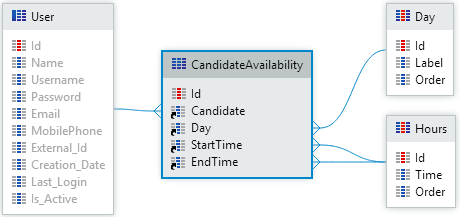 User
Id
Name
Username
Password
Email
MobilePhone
External_Id
Creation_Date
Last_Login
Is_Active
CandidateAvailability
Id
Candidate
Day
StartTime
EndTime
Day
Id
Label
Order
Hours
Id
Time
Order